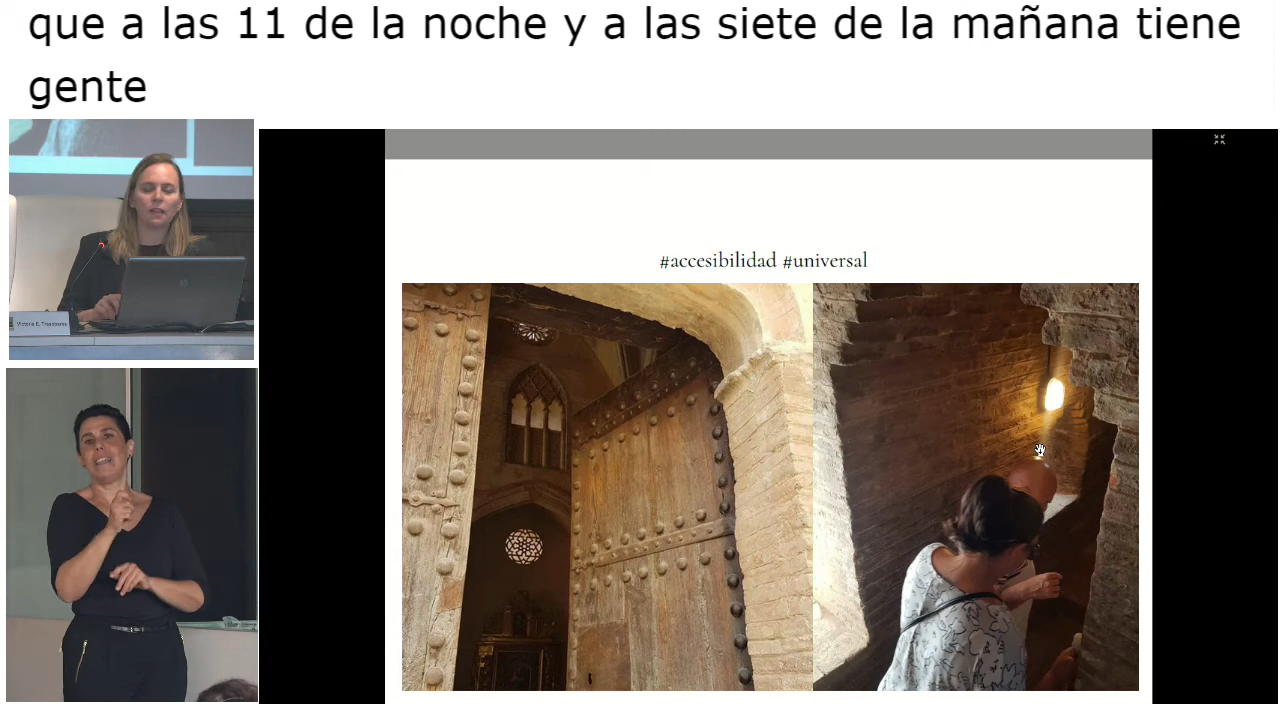 que a las 11 de la noche y a las siete de la mañana tiene
gente
#accesibilidad #universal